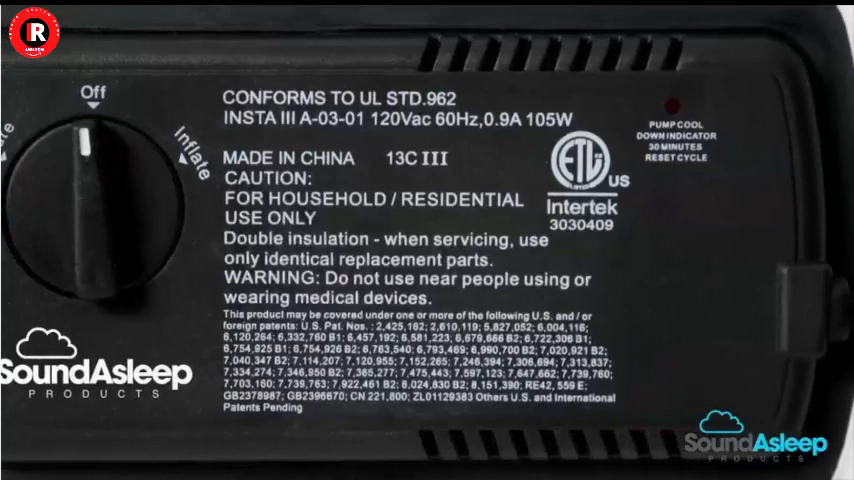 R
Off
Inflate
CONFORMS TO UL STD.962
INSTA III A-03-01 120Vac 60Hz,0.9A 105W
MADE IN CHINA 13C III
CAUTION:
FOR HOUSEHOLD / RESIDENTIAL
USE ONLY
Double insulation - when servicing, use
only identical replacement parts.
WARNING: Do not use near people using or
wearing medical devices.
This product may be covered under one or more of the following U.S. and / or
foreign patents: U.S. Pat. Nos. : 2,425,162; 2,610,119; 5,827,052; 6,004,116;
6,120,264; 6,332,760 B1; 6,457,192; 6,581,223; 6,679,686 B2; 6,722,306 B1;
6,754,925 B1; 6,754,926 B2; 6,763,540; 6,793,469; 6,990,700 B2; 7,020,921 B2;
7,040,347 B2; 7,114,207; 7,120,955; 7,152,265; 7,246,394; 7,306,694; 7,313,837;
7,334,274; 7,346,950 B2; 7,365,277; 7,475,443; 7,597,123; 7,647,662; 7,739,760;
7,703,160; 7,739,763; 7,922,461 B2; 8,024,830 B2; 8,151,390; RE42, 559 E;
GB2378987; GB2396670; CN 221,800; ZL01129383 Others U.S. and International
Patents Pending
PUMP COOL
DOWN INDICATOR
30 MINUTES
RESET CYCLE
ETL US
LISTED
Intertek
3030409
SoundAsleep
PRODUCTS
SoundAsleep
PRODUCTS